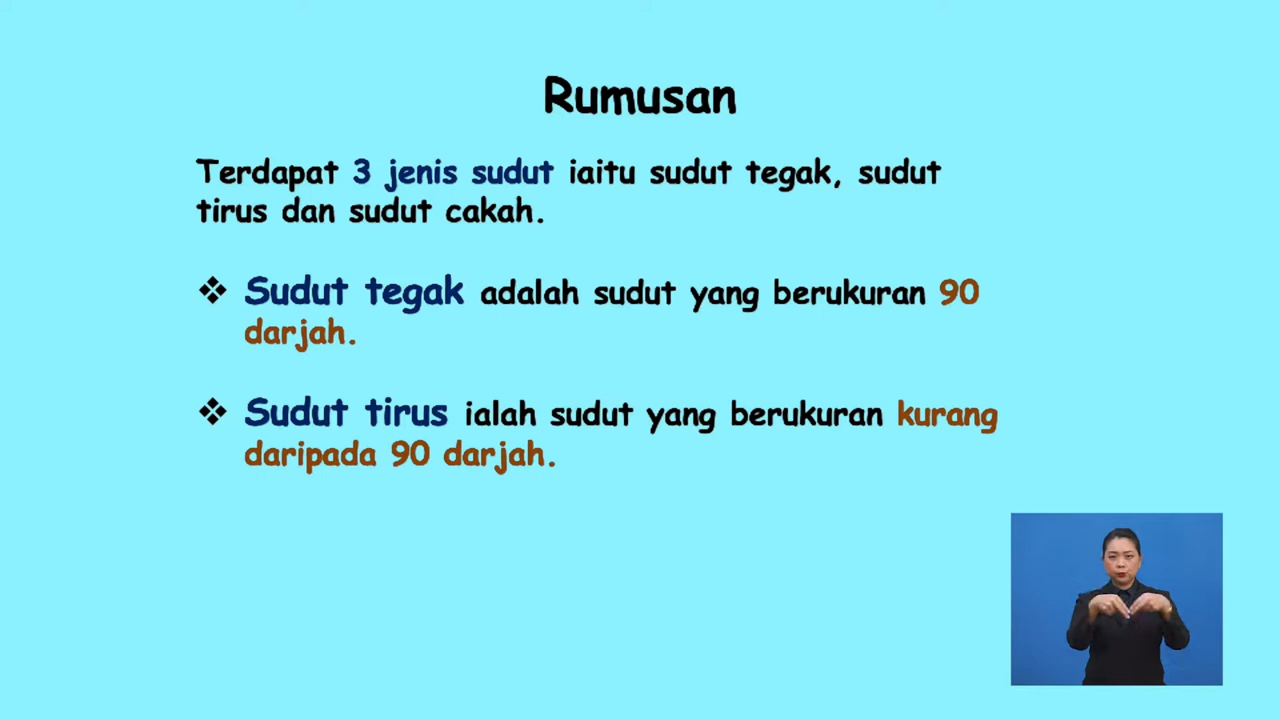 Rumusan
Terdapat 3 jenis sudut iaitu sudut tegak, sudut
tirus dan sudut cakah.
❖ Sudut tegak adalah sudut yang berukuran 90
darjah.
❖ Sudut tirus ialah sudut yang berukuran kurang
daripada 90 darjah.